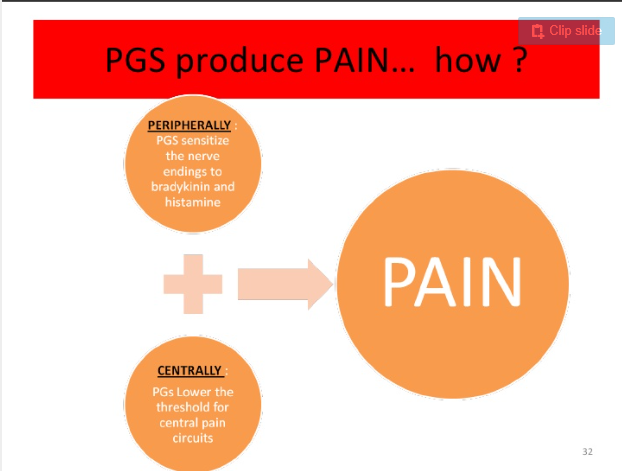 Clip slide
PGS produce PAIN... how ?
PERIPHERALLY :
PGS sensitize
the nerve
endings to
bradykinin and
histamine
PAIN
CENTRALLY :
PGs Lower the
threshold for
central pain
circuits
32